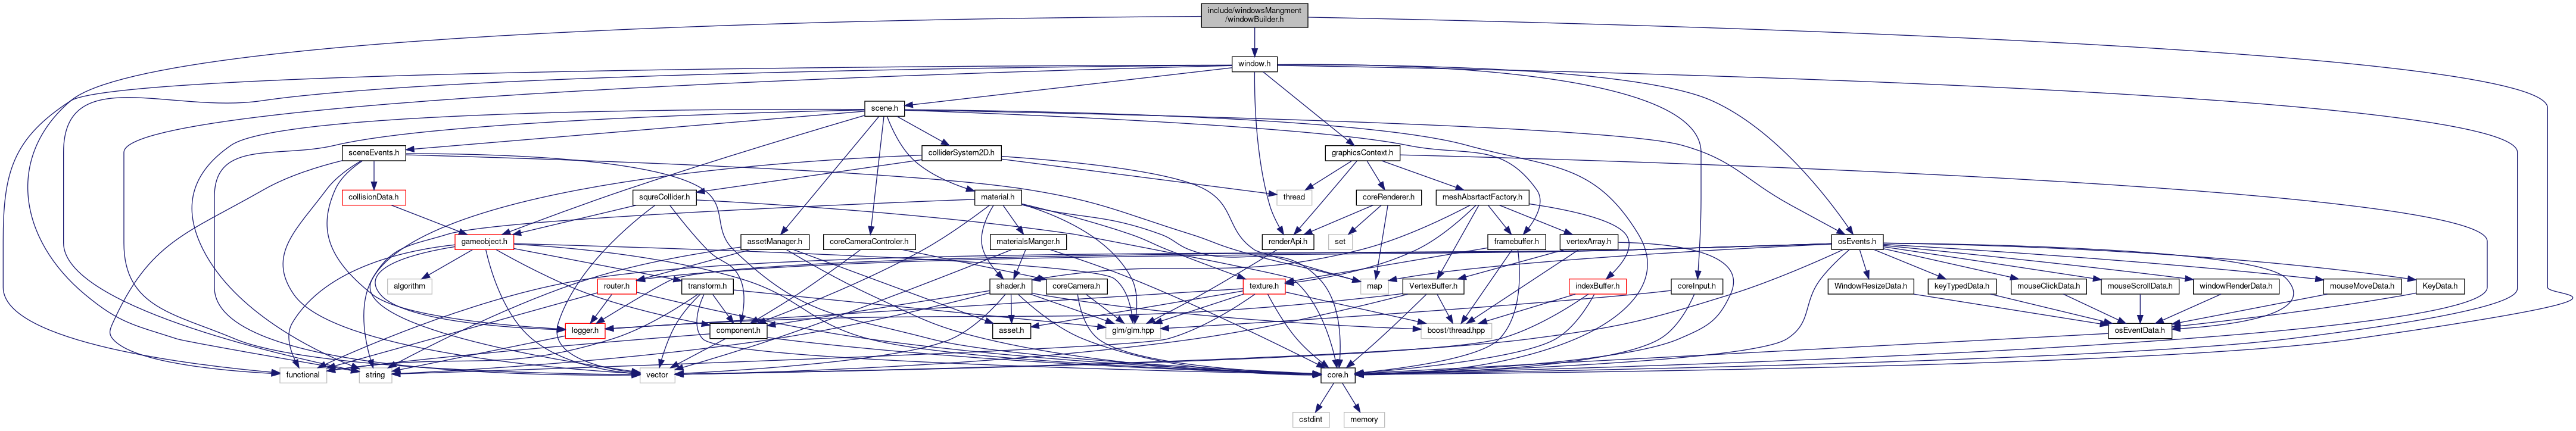 include/windowsMangment
/windowBuilder.h
window.h
scene.h
sceneEvents.h
colliderSystem2D.h
graphicsContext.h
collisionData.h
squreCollider.h
material.h
thread
coreRenderer.h
meshAbsrtactFactory.h
gameobject.h
assetManager.h
coreCameraControler.h
materialsManger.h
renderApi.h
set
framebuffer.h
vertexArray.h
osEvents.h
algorithm
router.h
transform.h
shader.h
coreCamera.h
texture.h
map
VertexBuffer.h
indexBuffer.h
coreInput.h
WindowResizeData.h
keyTypedData.h
mouseClickData.h
mouseScrollData.h
windowRenderData.h
mouseMoveData.h
KeyData.h
logger.h
component.h
asset.h
glm/glm.hpp
boost/thread.hpp
osEventData.h
functional
string
vector
core.h
cstdint
memory